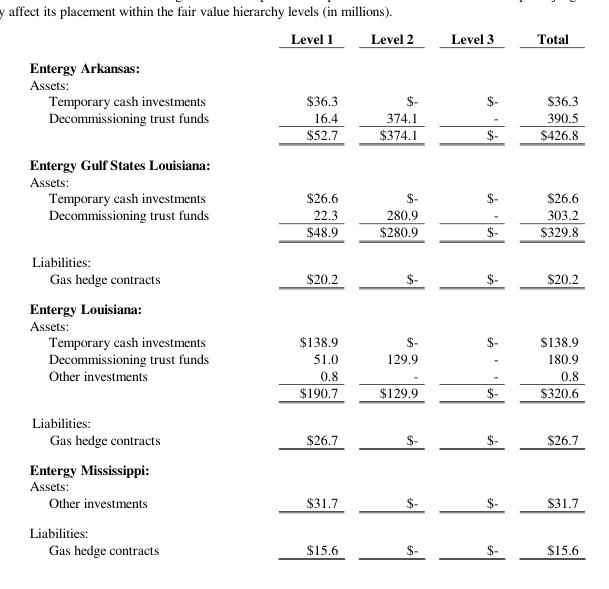 y affect its placement within the fair value hierarchy levels (in millions).
Level 1 Level 2 Level 3 Total
Entergy Arkansas:
Assets:
Temporary cash investments $36.3 $- $- $36.3
Decommissioning trust funds 16.4 374.1 - 390.5
$52.7 $374.1 $- $426.8
Entergy Gulf States Louisiana:
Assets:
Temporary cash investments $26.6 $- $- $26.6
Decommissioning trust funds 22.3 280.9 - 303.2
$48.9 $280.9 $- $329.8
Liabilities:
Gas hedge contracts $20.2 $- $- $20.2
Entergy Louisiana:
Assets:
Temporary cash investments $138.9 $- $- $138.9
Decommissioning trust funds 51.0 129.9 - 180.9
Other investments 0.8 - - 0.8
$190.7 $129.9 $- $320.6
Liabilities:
Gas hedge contracts $26.7 $- $- $26.7
Entergy Mississippi:
Assets:
Other investments $31.7 $- $- $31.7
Liabilities:
Gas hedge contracts $15.6 $- $- $15.6